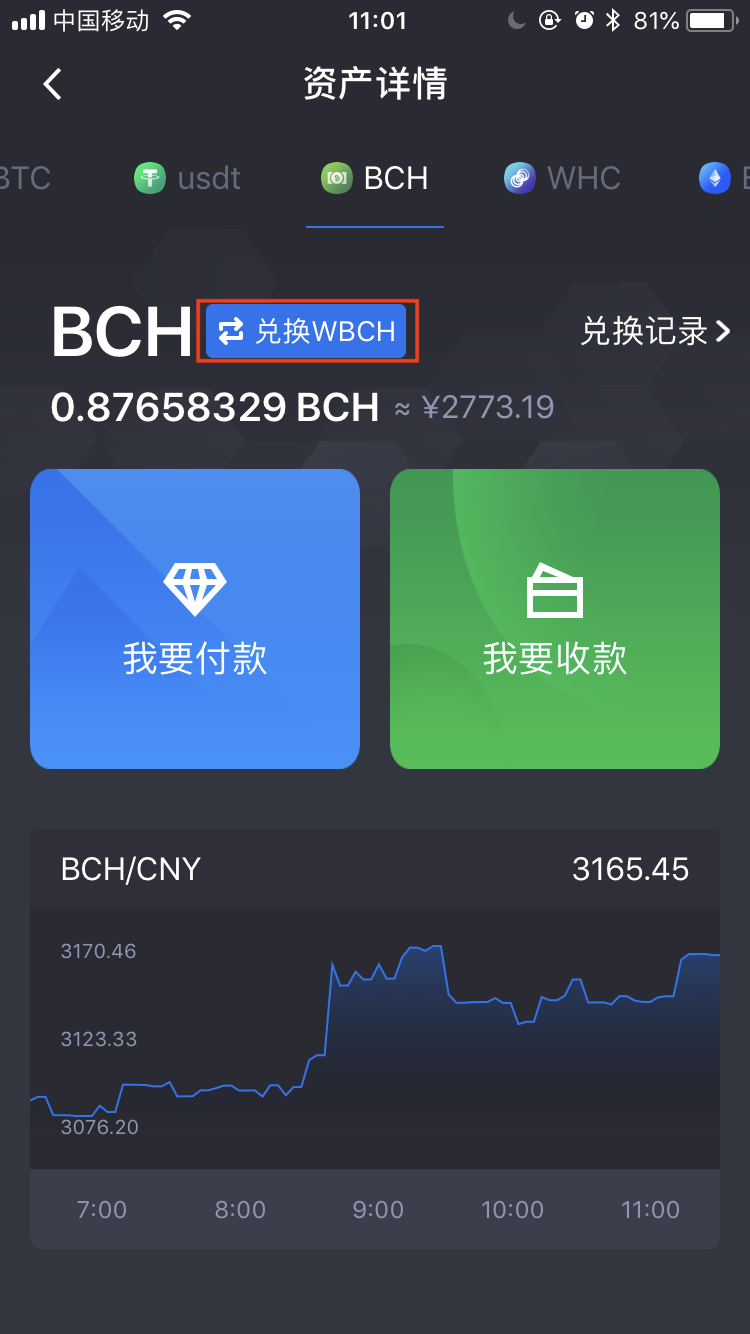 中国移动 11:01 81%
资产详情
BTC usdt BCH WHC E
BCH 兑换WBCH 兑换记录
0.87658329 BCH ≈ ¥2773.19
我要付款 我要收款
BCH/CNY 3165.45
3170.46
3123.33
3076.20
7:00 8:00 9:00 10:00 11:00